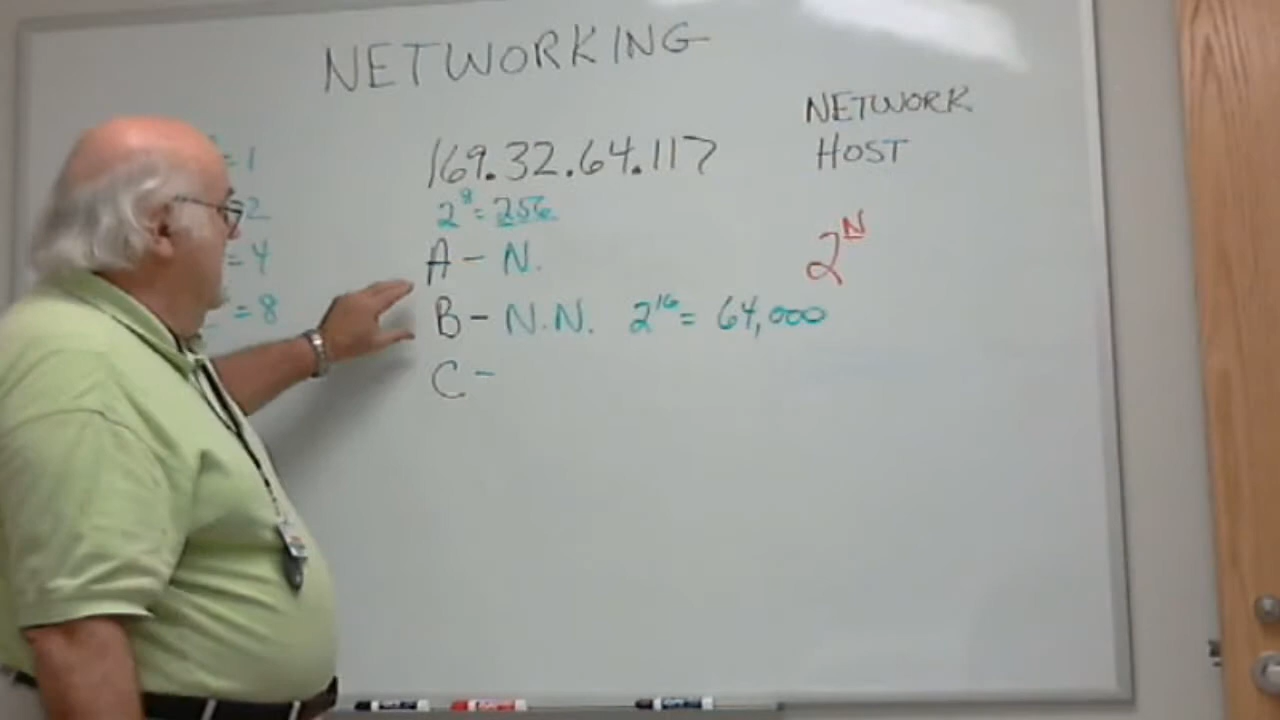 NETWORKING
NETWORK
HOST
169.32.64.117
2⁸ = 256
A - N.
B - N.N. 2¹⁶ = 64,000
C -
2ᴺ
= 1
2
= 4
= 8